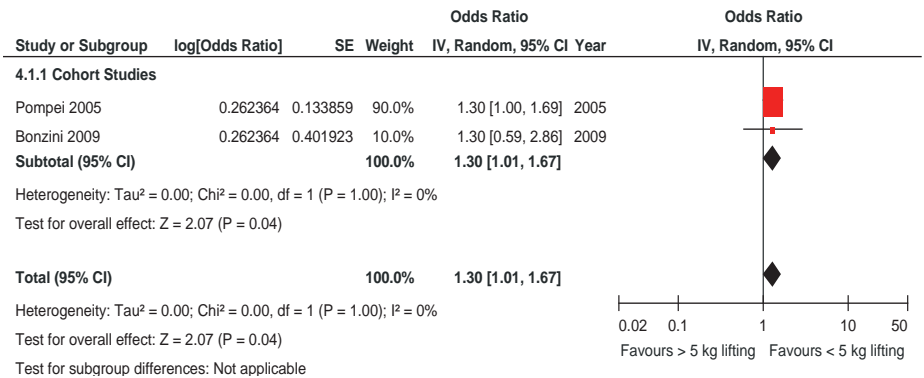 Odds Ratio Odds Ratio
Study or Subgroup log[Odds Ratio] SE Weight IV, Random, 95% CI Year IV, Random, 95% CI
4.1.1 Cohort Studies
Pompei 2005 0.262364 0.133859 90.0% 1.30 [1.00, 1.69] 2005
Bonzini 2009 0.262364 0.401923 10.0% 1.30 [0.59, 2.86] 2009
Subtotal (95% CI) 100.0% 1.30 [1.01, 1.67]
Heterogeneity: Tau² = 0.00; Chi² = 0.00, df = 1 (P = 1.00); I² = 0%
Test for overall effect: Z = 2.07 (P = 0.04)
Total (95% CI) 100.0% 1.30 [1.01, 1.67]
Heterogeneity: Tau² = 0.00; Chi² = 0.00, df = 1 (P = 1.00); I² = 0%
Test for overall effect: Z = 2.07 (P = 0.04)
Test for subgroup differences: Not applicable
0.02 0.1 1 10 50
Favours > 5 kg lifting Favours < 5 kg lifting